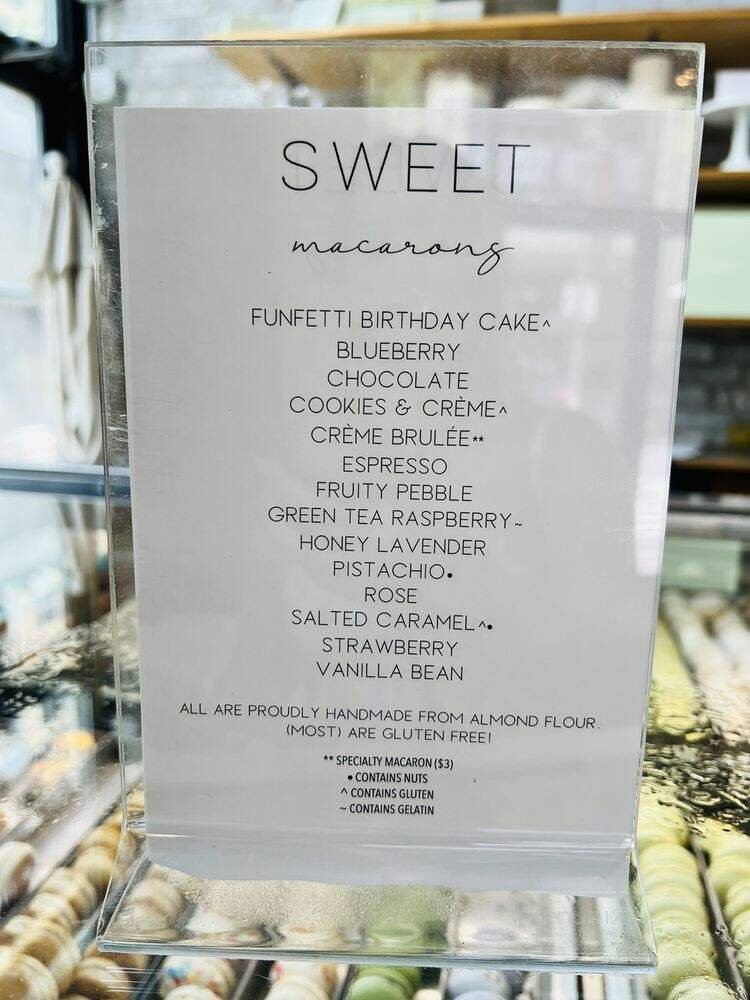 SWEET
macarons
FUNFETTI BIRTHDAY CAKE^
BLUEBERRY
CHOCOLATE
COOKIES & CRÈME^
CRÈME BRULÉE**
ESPRESSO
FRUITY PEBBLE
GREEN TEA RASPBERRY~
HONEY LAVENDER
PISTACHIO•
ROSE
SALTED CARAMEL^•
STRAWBERRY
VANILLA BEAN
ALL ARE PROUDLY HANDMADE FROM ALMOND FLOUR.
(MOST) ARE GLUTEN FREE!
** SPECIALTY MACARON ($3)
• CONTAINS NUTS
^ CONTAINS GLUTEN
~ CONTAINS GELATIN